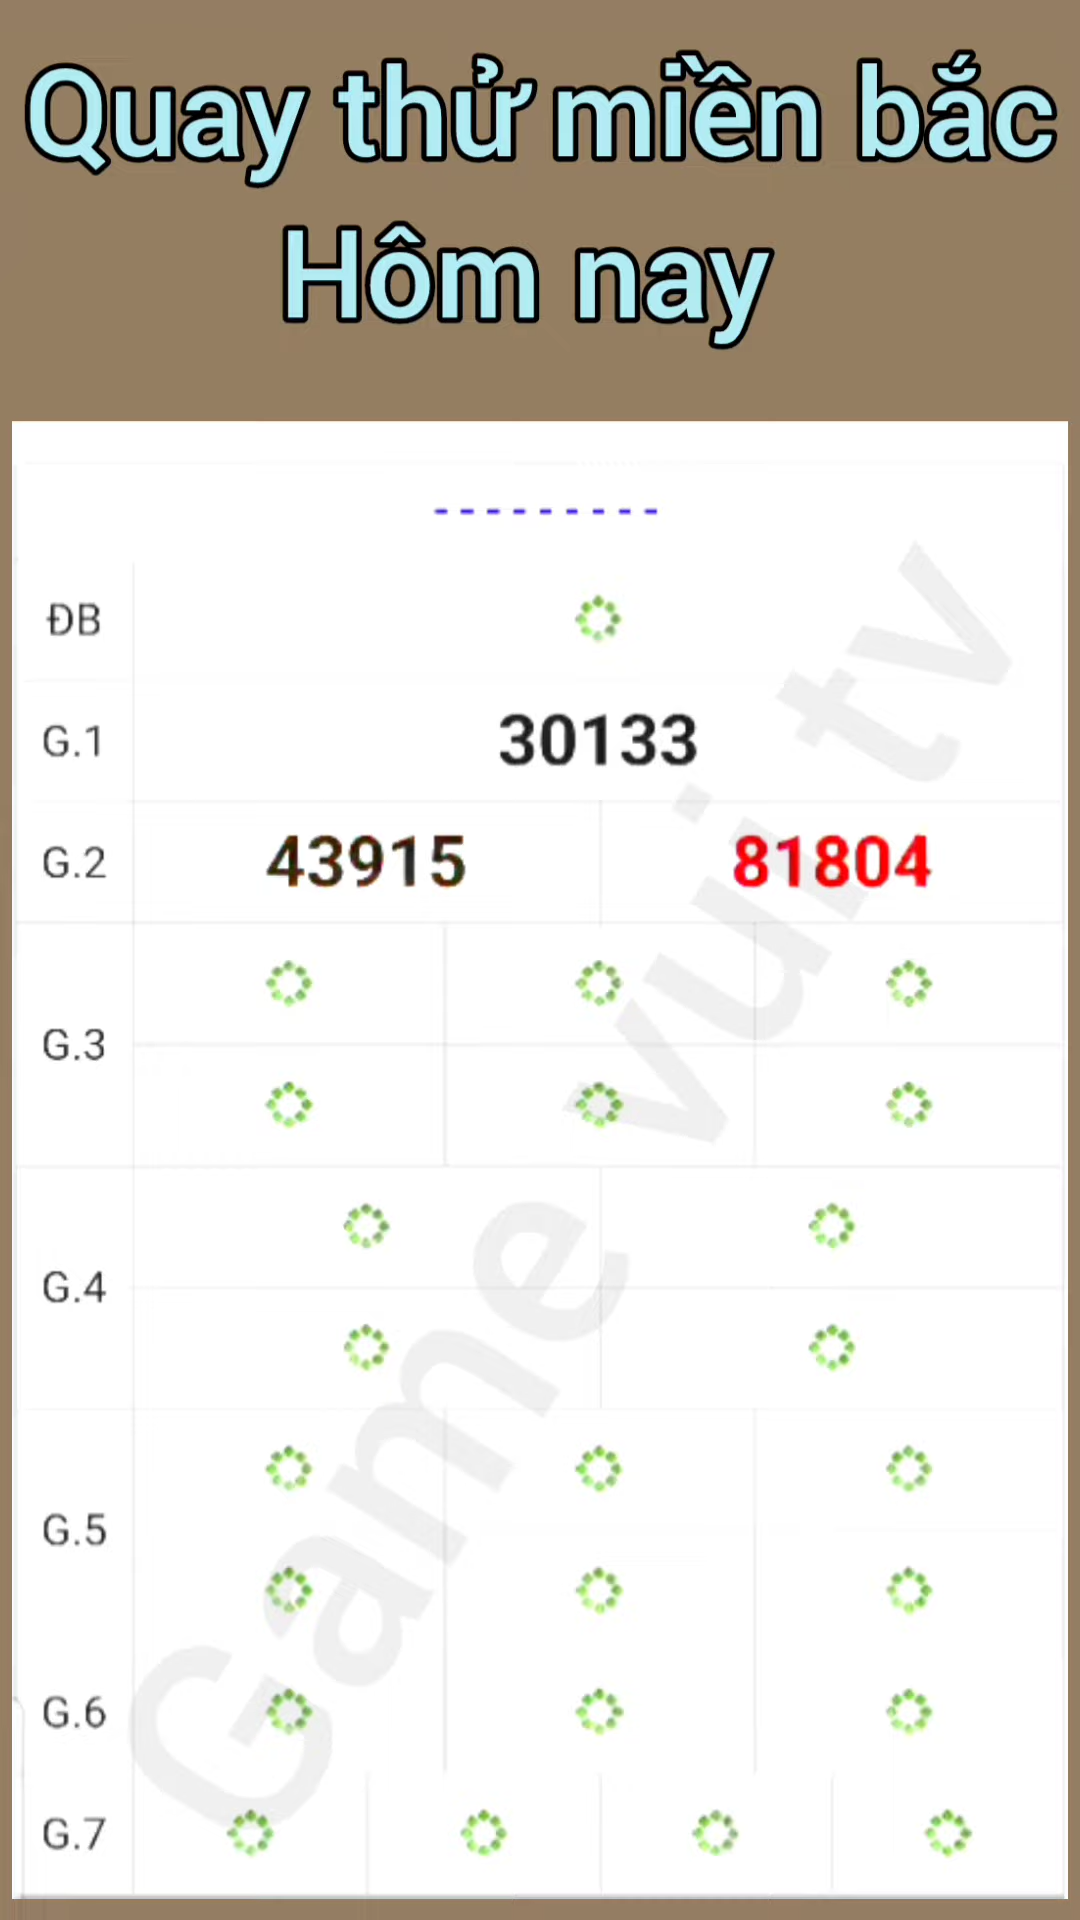 Quay thử miền bắc
Hôm nay
---------
ĐB
G.1 30133
G.2 43915 81804
G.3
G.4
G.5
G.6
G.7
Game vui tv